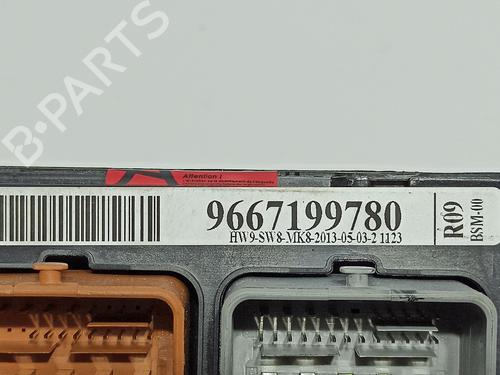 B-PARTS
Attention !
9667199780
HW9-SW8-MK8-2013-05-03-2 1123
R09
BSM-00